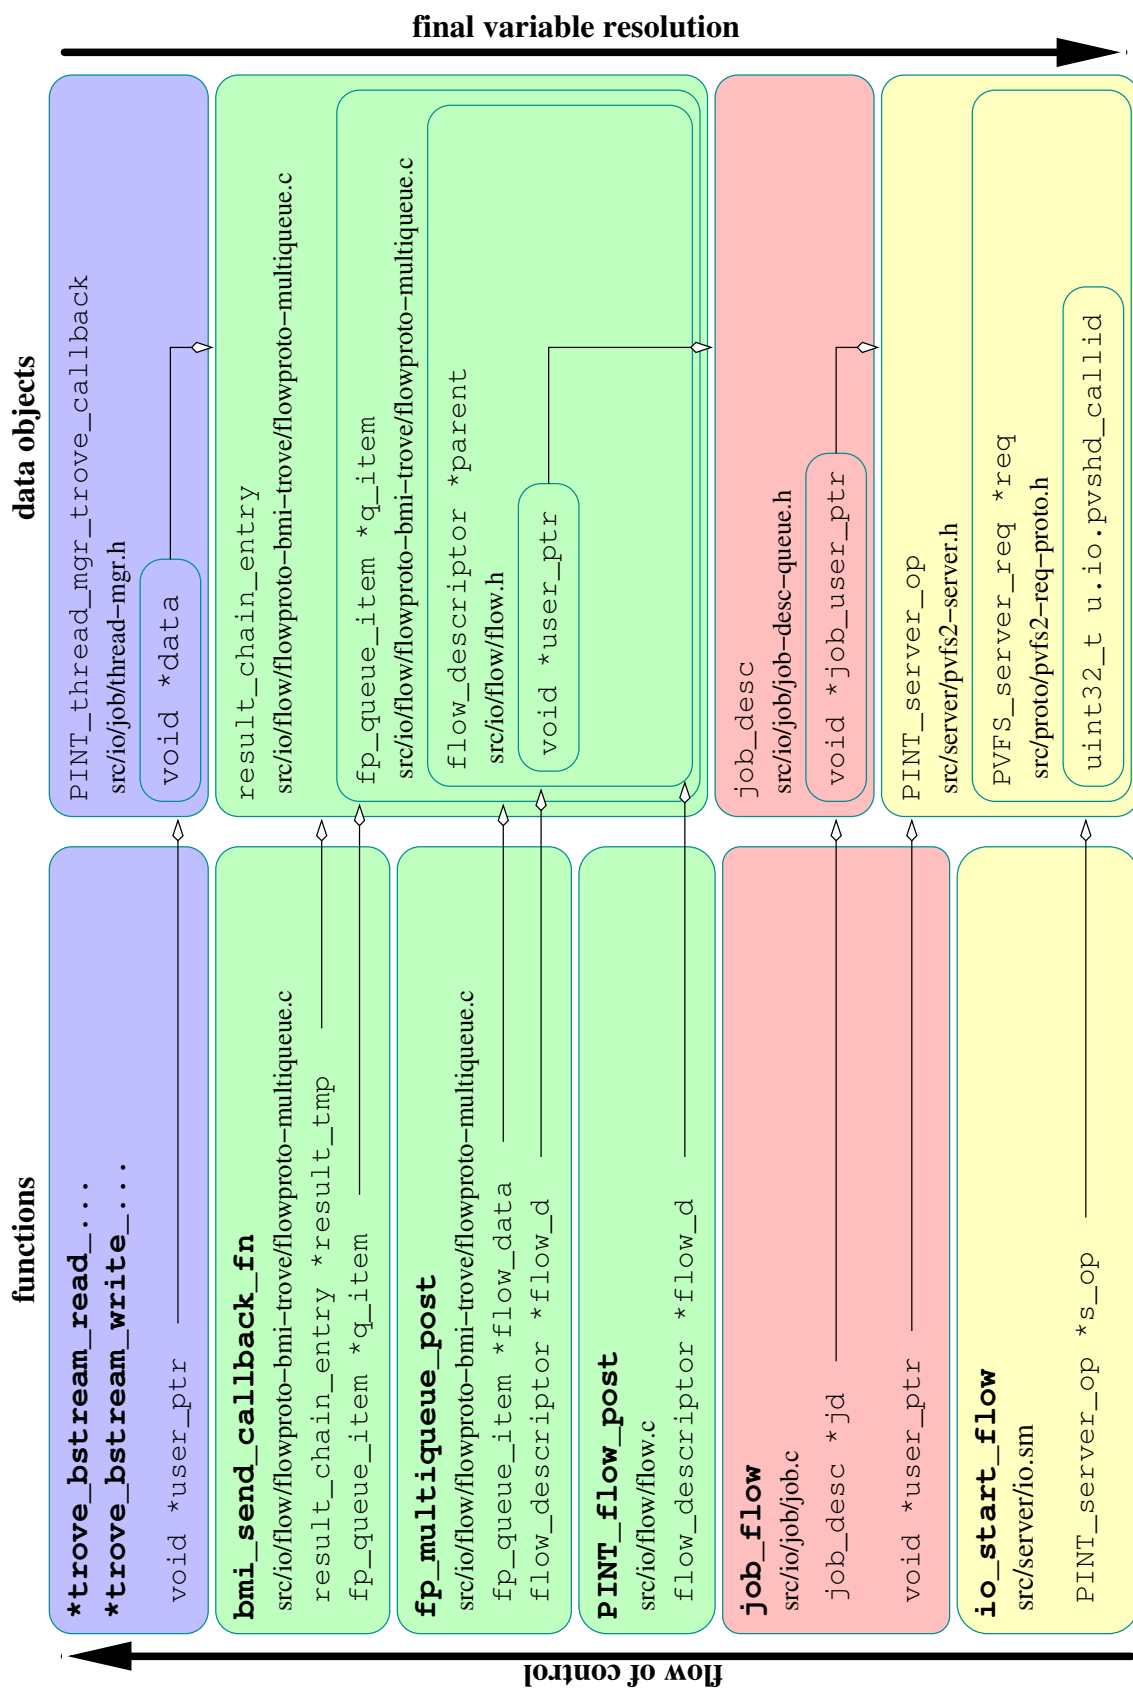 functions
*trove_bstream_read_...
*trove_bstream_write_...
void *user_ptr
bmi_send_callback_fn
src/io/flow/flowproto-bmi-trove/flowproto-multiqueue.c
result_chain_entry *result_tmp
fp_queue_item *q_item
fp_multiqueue_post
src/io/flow/flowproto-bmi-trove/flowproto-multiqueue.c
fp_queue_item *flow_data
flow_descriptor *flow_d
PINT_flow_post
src/io/flow/flow.c
flow_descriptor *flow_d
job_flow
src/io/job/job.c
job_desc *jd
void *user_ptr
io_start_flow
src/server/io.sm
PINT_server_op *s_op
flow of control
data objects
PINT_thread_mgr_trove_callback
src/io/job/thread-mgr.h
void *data
result_chain_entry
src/io/flow/flowproto-bmi-trove/flowproto-multiqueue.c
fp_queue_item *q_item
src/io/flow/flowproto-bmi-trove/flowproto-multiqueue.c
flow_descriptor *parent
src/io/flow/flow.h
void *user_ptr
job_desc
src/io/job/job-desc-queue.h
void *job_user_ptr
PINT_server_op
src/server/pvfs2-server.h
PVFS_server_req *req
src/proto/pvfs2-req-proto.h
uint32_t u.io.pvshd_callid
final variable resolution